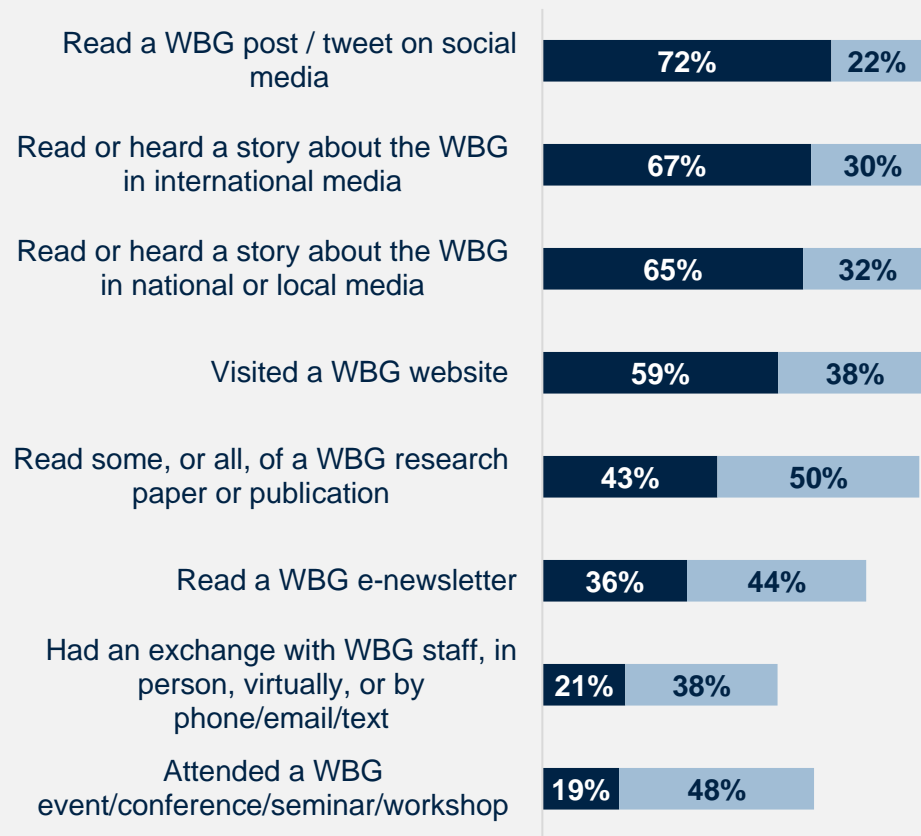 Read a WBG post / tweet on social
media
72% 22%
Read or heard a story about the WBG
in international media
67% 30%
Read or heard a story about the WBG
in national or local media
65% 32%
Visited a WBG website
59% 38%
Read some, or all, of a WBG research
paper or publication
43% 50%
Read a WBG e-newsletter
36% 44%
Had an exchange with WBG staff, in
person, virtually, or by
phone/email/text
21% 38%
Attended a WBG
event/conference/seminar/workshop
19% 48%